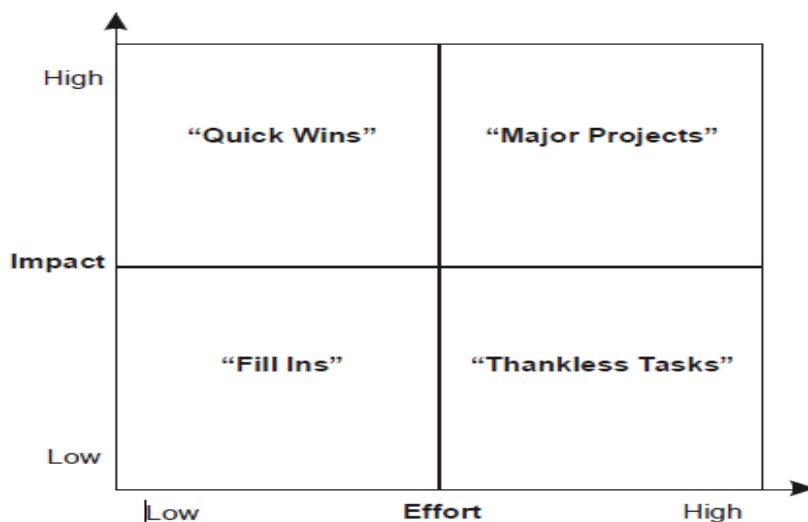 High
“Quick Wins” “Major Projects”
Impact
“Fill Ins” “Thankless Tasks”
Low
Low Effort High